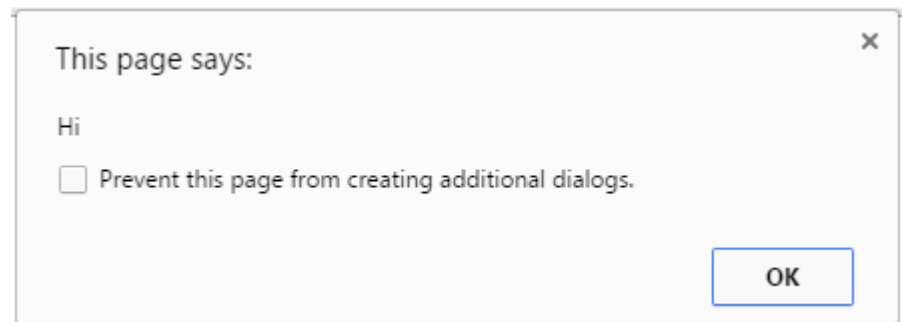 This page says:
Hi
Prevent this page from creating additional dialogs.
OK